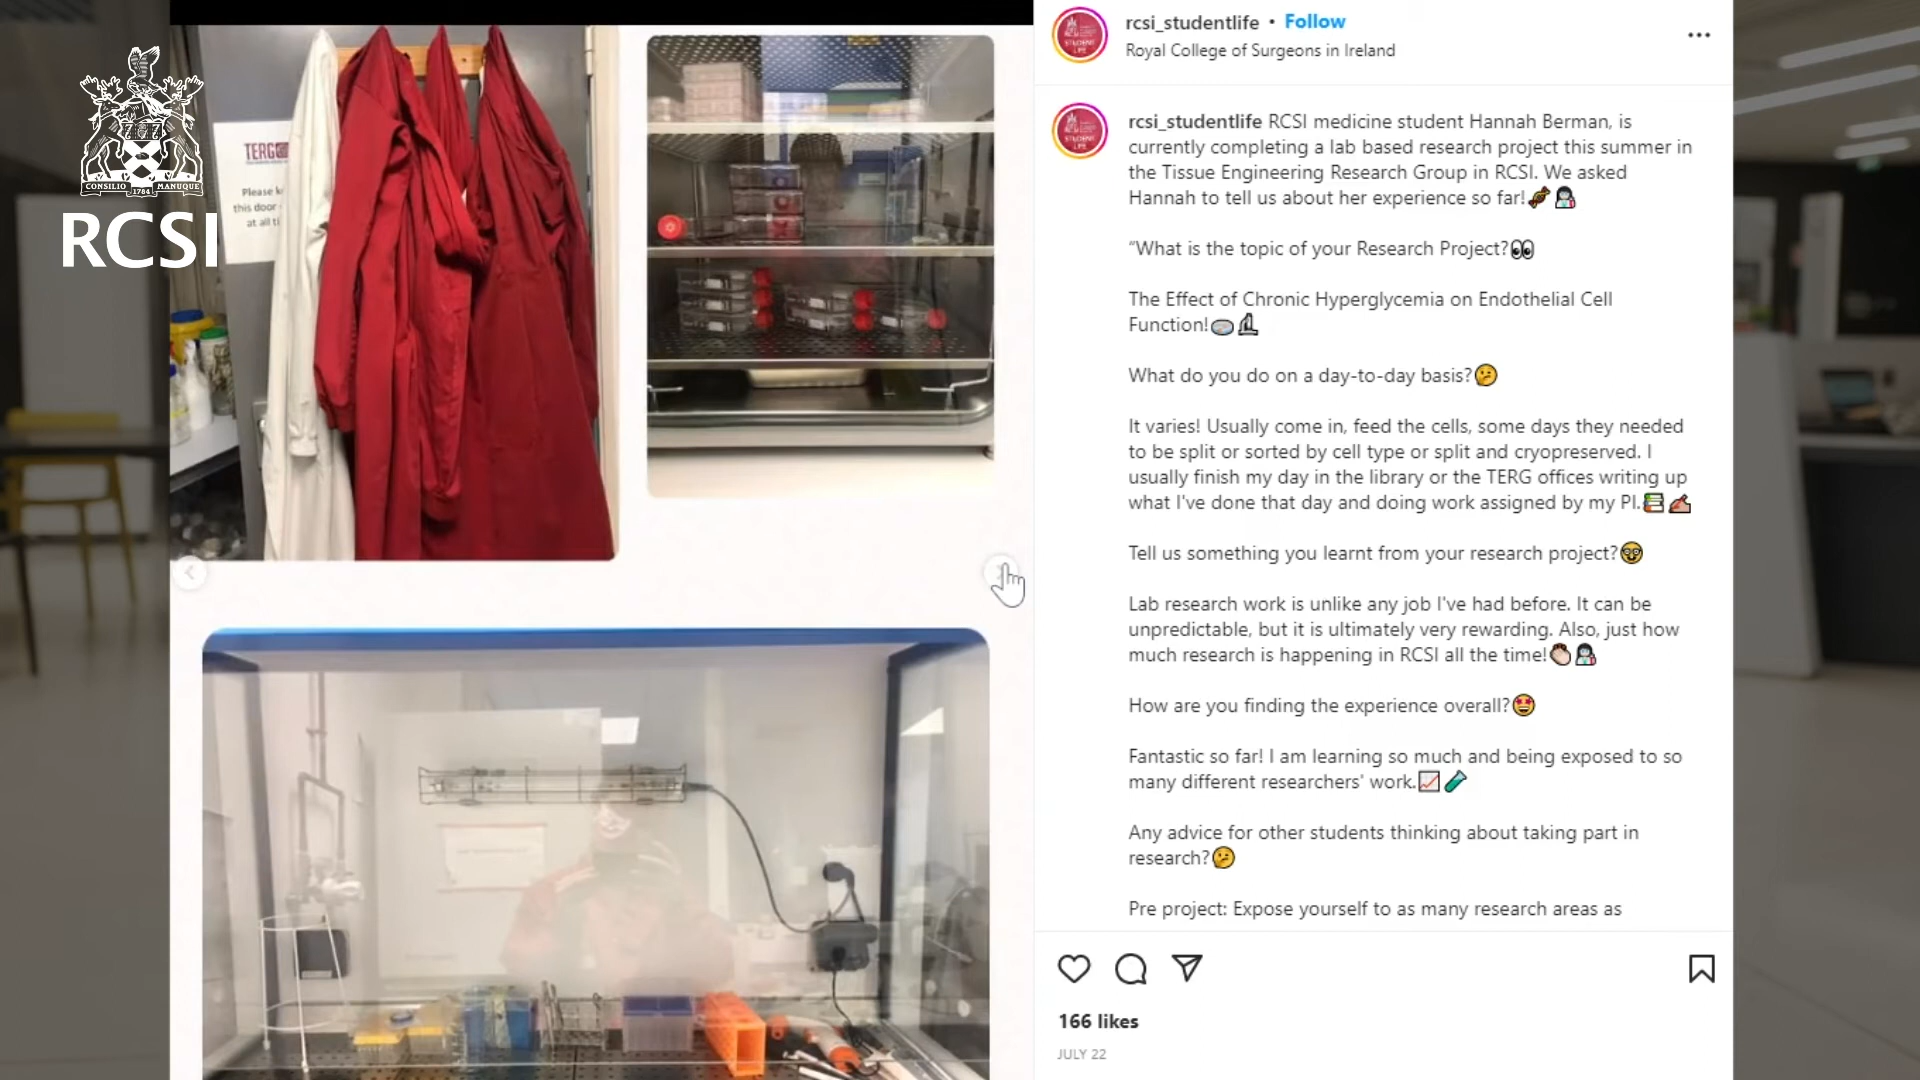 CONSILIO 1784 MANUQUE
RCSI
TERG
Please
this door
at all
rcsi_studentlife • Follow
Royal College of Surgeons in Ireland
STUDENT
LIFE
rcsi_studentlife RCSI medicine student Hannah Berman, is
currently completing a lab based research project this summer in
the Tissue Engineering Research Group in RCSI. We asked
Hannah to tell us about her experience so far!🧬👩‍🔬
“What is the topic of your Research Project?👀
The Effect of Chronic Hyperglycemia on Endothelial Cell
Function!🧫🔬
What do you do on a day-to-day basis?🤔
It varies! Usually come in, feed the cells, some days they needed
to be split or sorted by cell type or split and cryopreserved. I
usually finish my day in the library or the TERG offices writing up
what I've done that day and doing work assigned by my PI.📚✍
Tell us something you learnt from your research project?🤓
Lab research work is unlike any job I've had before. It can be
unpredictable, but it is ultimately very rewarding. Also, just how
much research is happening in RCSI all the time!👏👩‍🔬
How are you finding the experience overall?🤩
Fantastic so far! I am learning so much and being exposed to so
many different researchers' work.📈🧪
Any advice for other students thinking about taking part in
research?🤔
Pre project: Expose yourself to as many research areas as
166 likes
JULY 22